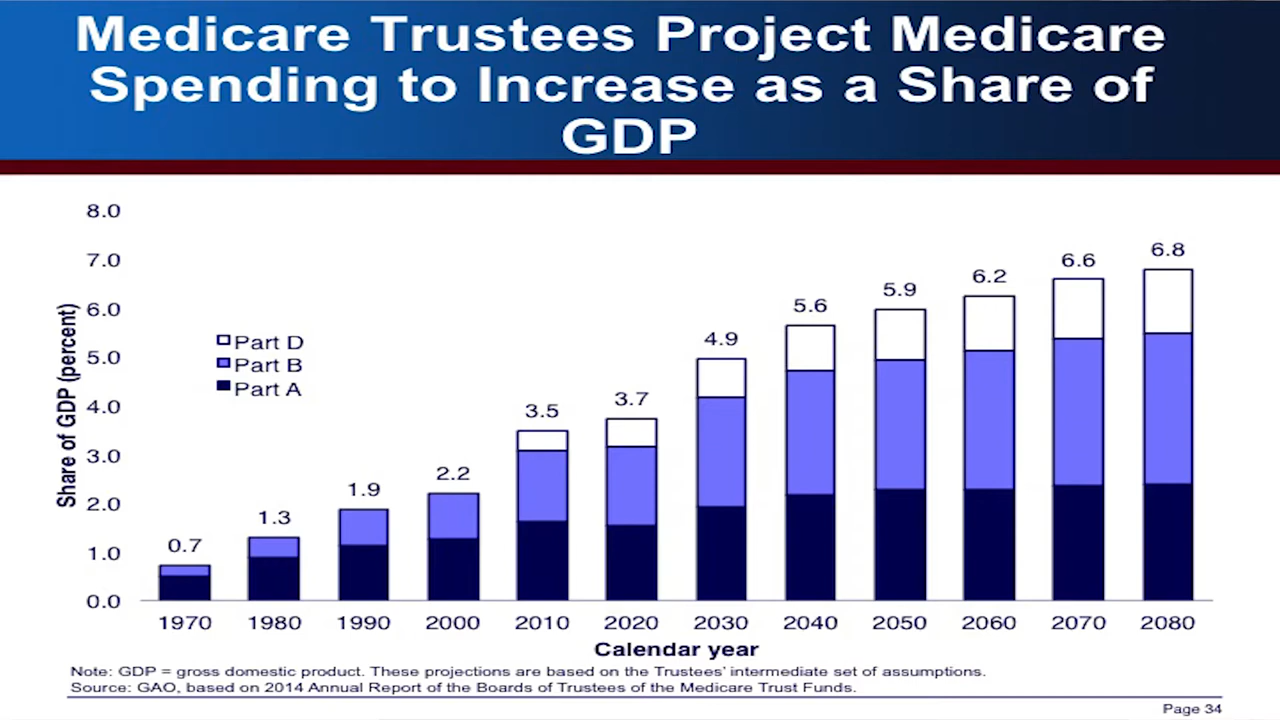 Medicare Trustees Project Medicare
Spending to Increase as a Share of
GDP
8.0
7.0
6.0
5.0
4.0
3.0
2.0
1.0
0.0
Share of GDP (percent)
Part D
Part B
Part A
0.7
1.3
1.9
2.2
3.5
3.7
4.9
5.6
5.9
6.2
6.6
6.8
1970 1980 1990 2000 2010 2020 2030 2040 2050 2060 2070 2080
Calendar year
Note: GDP = gross domestic product. These projections are based on the Trustees' intermediate set of assumptions.
Source: GAO, based on 2014 Annual Report of the Boards of Trustees of the Medicare Trust Funds.
Page 34